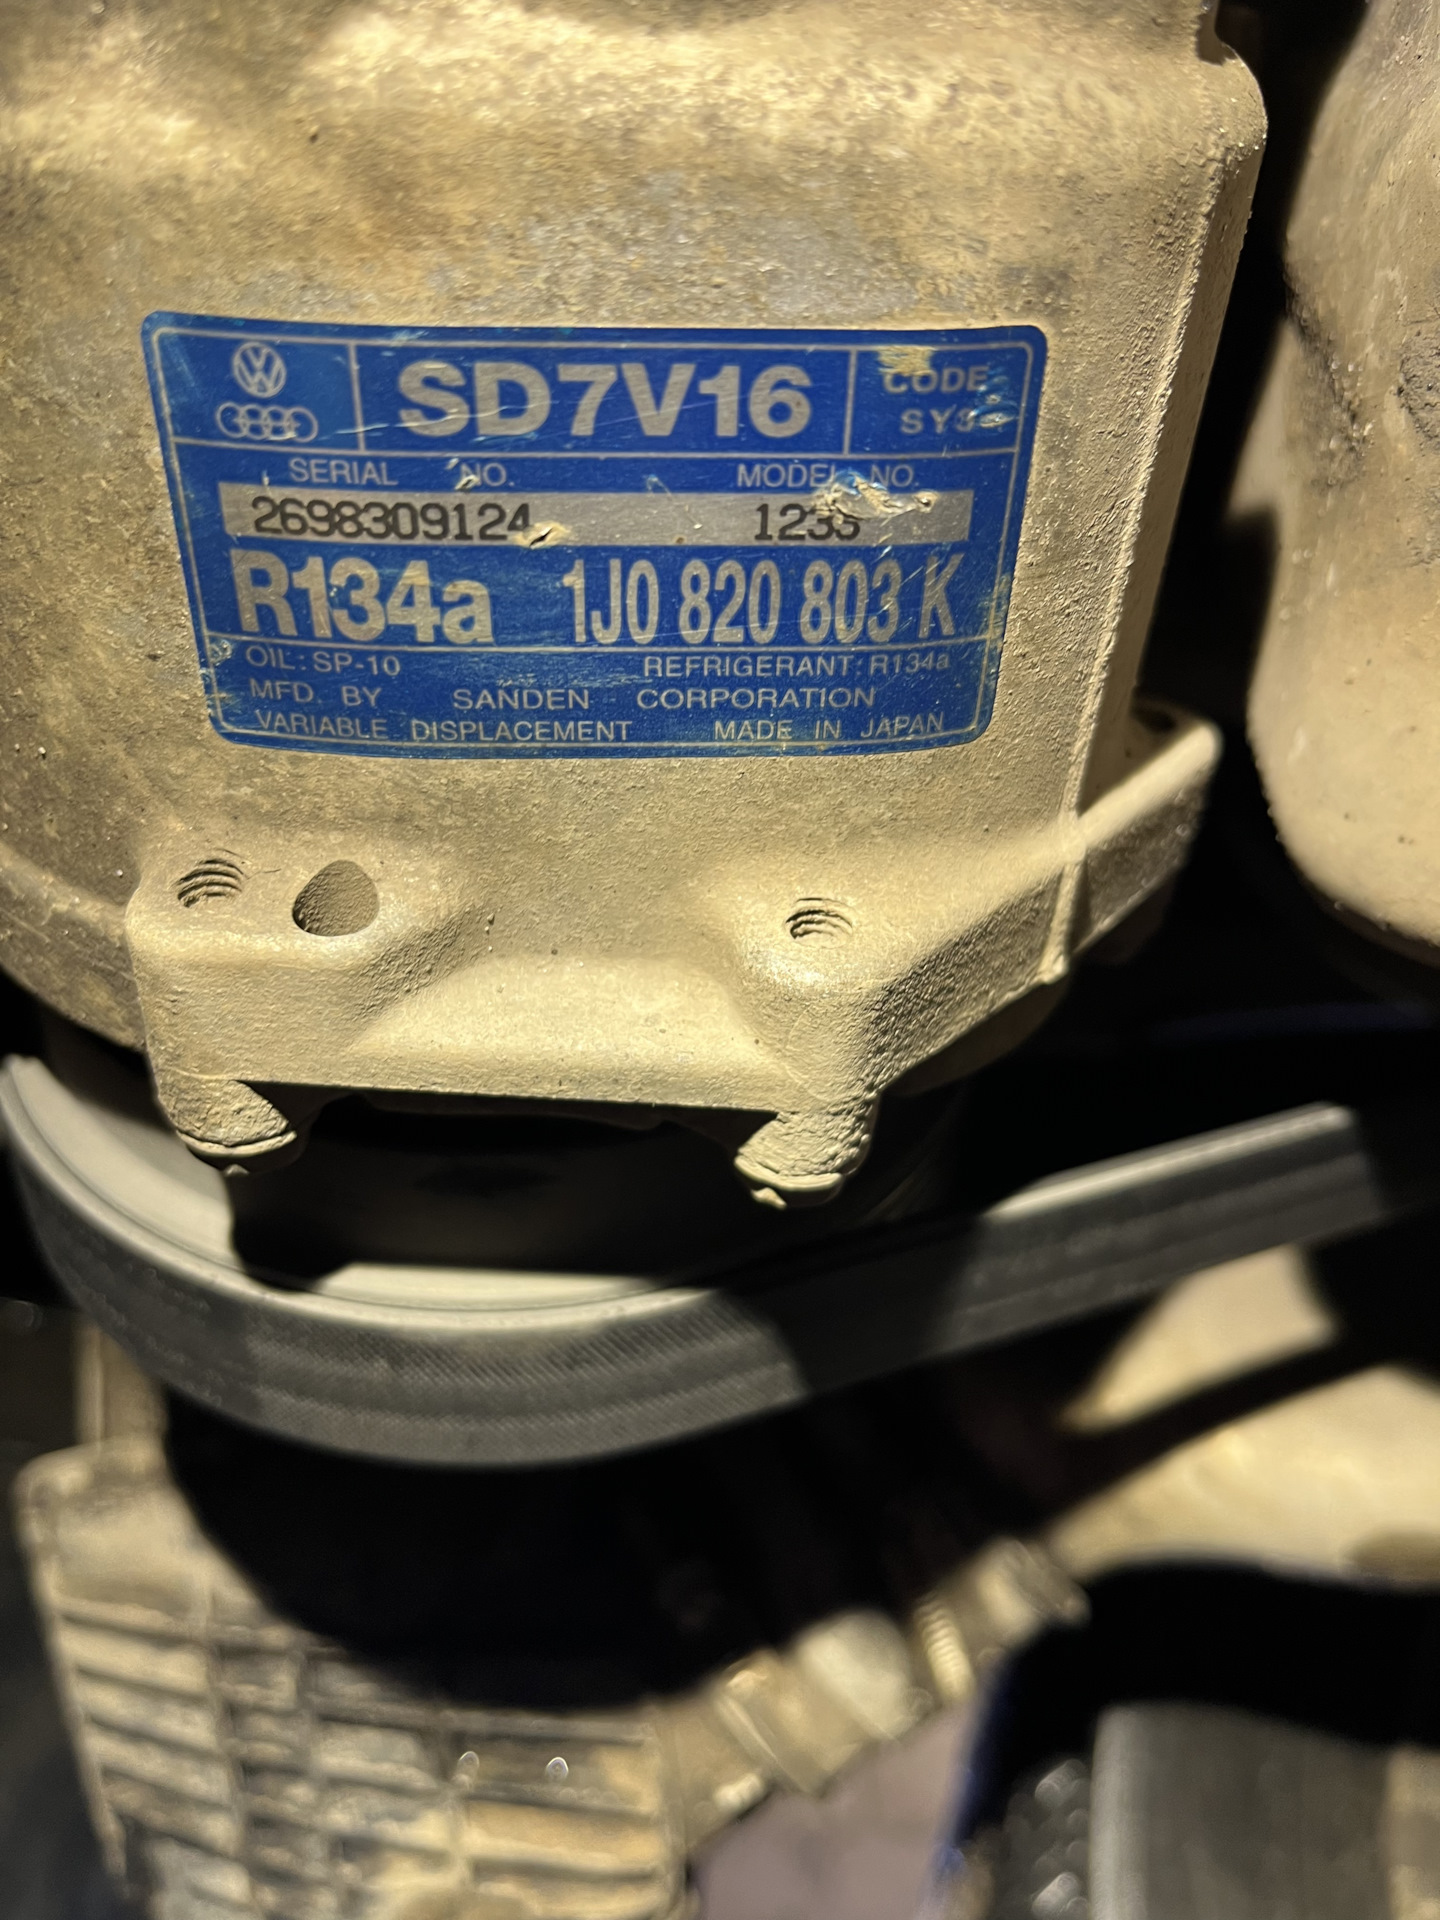 SD7V16
CODE
SERIAL NO. MODEL NO.
2698309124
R134a 1J0 820 803 K
OIL: SP-10 REFRIGERANT: R134a
MFD. BY SANDEN CORPORATION
VARIABLE DISPLACEMENT MADE IN JAPAN